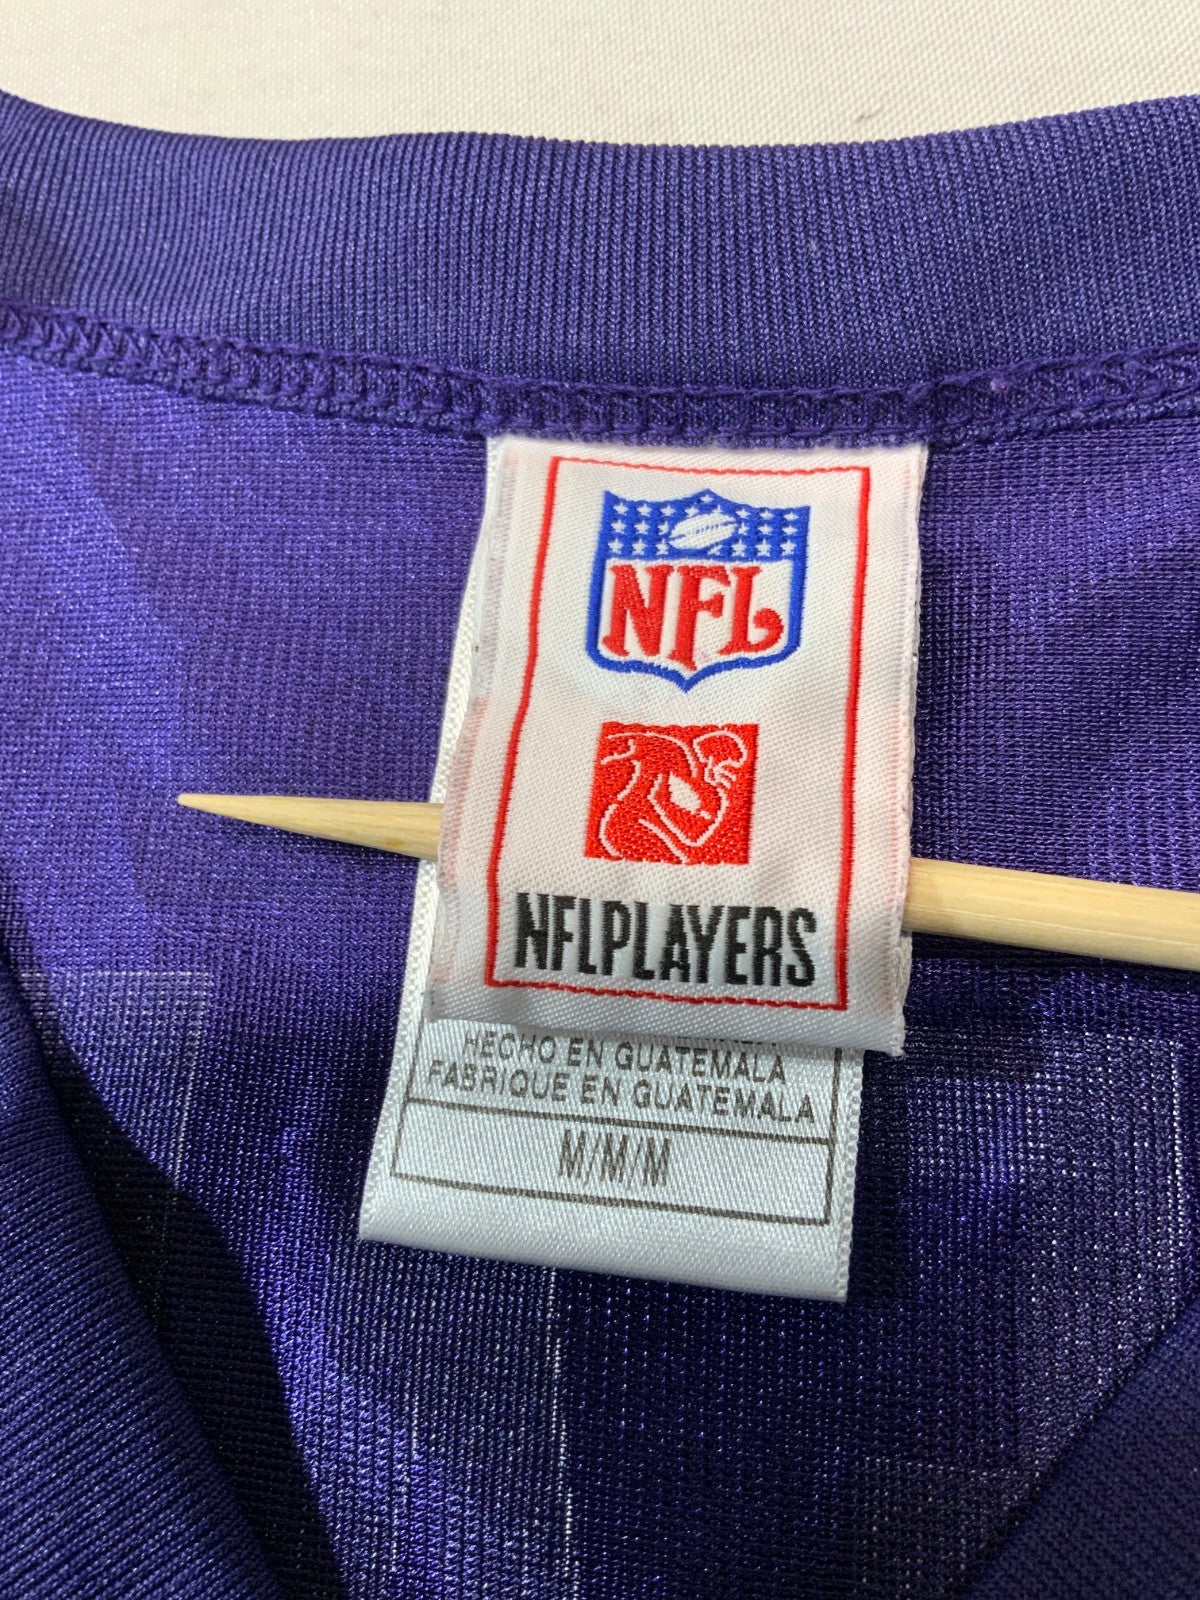 NFL
NFLPLAYERS
HECHO EN GUATEMALA
FABRIQUE EN GUATEMALA
M/M/M